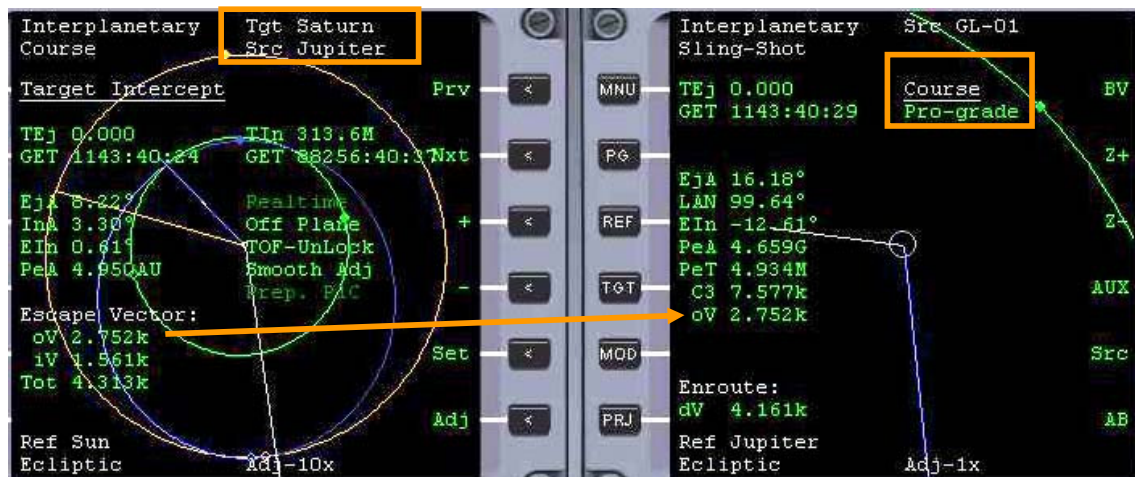 Interplanetary Tgt Saturn
Course Src Jupiter
Target Intercept Prv
TEj 0.000 TIn 313.6M
GET 1143:40:24 GET 88256:40:37 Nxt
EjA 8.22° Realtime
InA 3.30° Off Plane +
EIn 0.61° TOF-UnLock
PeA 4.950AU Smooth Adj -
Prep. PIC
Escape Vector:
oV 2.752k
iV 1.561k Set
Tot 4.313k
Adj
Ref Sun
Ecliptic Adj-10x
<
<
<
<
<
<
MNU
PG
REF
TGT
MOD
PRJ
Interplanetary Src GL-01
Sling-Shot
TEj 0.000 Course BV
GET 1143:40:29 Pro-grade
Z+
EjA 16.18°
LAN 99.64°
EIn -12.61° Z-
PeA 4.659G
PeT 4.934M
C3 7.577k AUX
oV 2.752k
Src
Enroute:
dV 4.161k AB
Ref Jupiter
Ecliptic Adj-1x